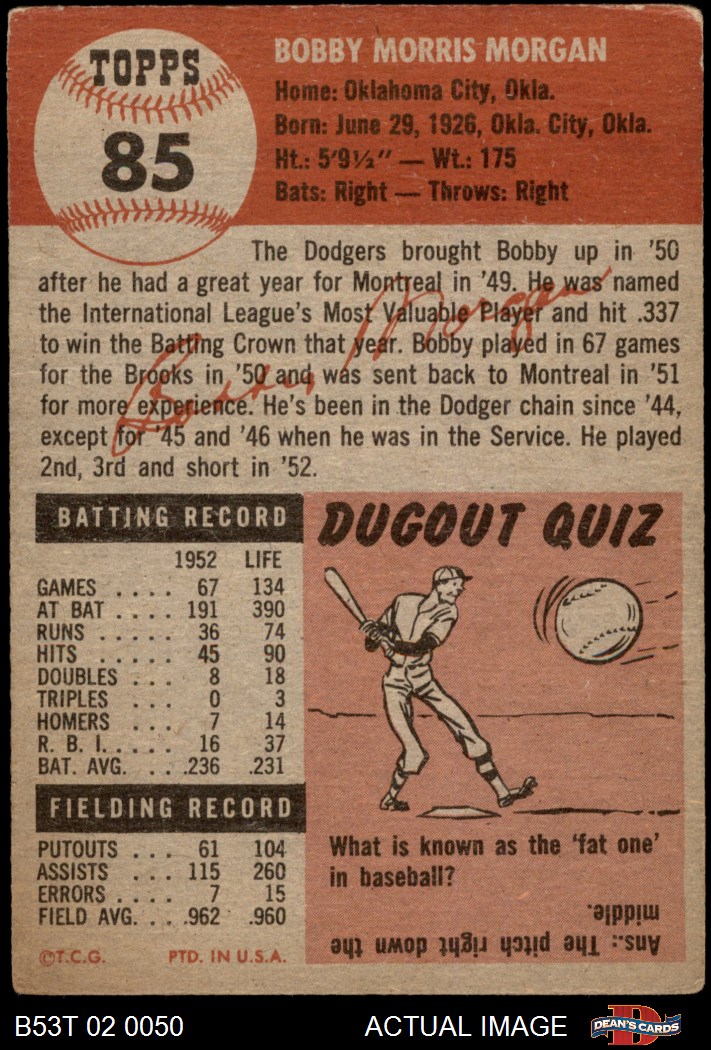 TOPPS
85
BOBBY MORRIS MORGAN
Home: Oklahoma City, Okla.
Born: June 29, 1926, Okla. City, Okla.
Ht.: 5'9½" — Wt.: 175
Bats: Right — Throws: Right
The Dodgers brought Bobby up in '50
after he had a great year for Montreal in '49. He was named
the International League's Most Valuable Player and hit .337
to win the Batting Crown that year. Bobby played in 67 games
for the Brooks in '50 and was sent back to Montreal in '51
for more experience. He's been in the Dodger chain since '44,
except for '45 and '46 when he was in the Service. He played
2nd, 3rd and short in '52.
Bobby Morgan
BATTING RECORD
1952 LIFE
GAMES .... 67 134
AT BAT .... 191 390
RUNS .... 36 74
HITS ..... 45 90
DOUBLES ... 8 18
TRIPLES ... 0 3
HOMERS ... 7 14
R. B. I. .... 16 37
BAT. AVG. .. .236 .231
FIELDING RECORD
PUTOUTS ... 61 104
ASSISTS ... 115 260
ERRORS .... 7 15
FIELD AVG. .. .962 .960
©T.C.G. PTD. IN U.S.A.
DUGOUT QUIZ
What is known as the 'fat one'
in baseball?
Ans.: The pitch right down the
middle.
B53T 02 0050 ACTUAL IMAGE D DEAN'S CARDS